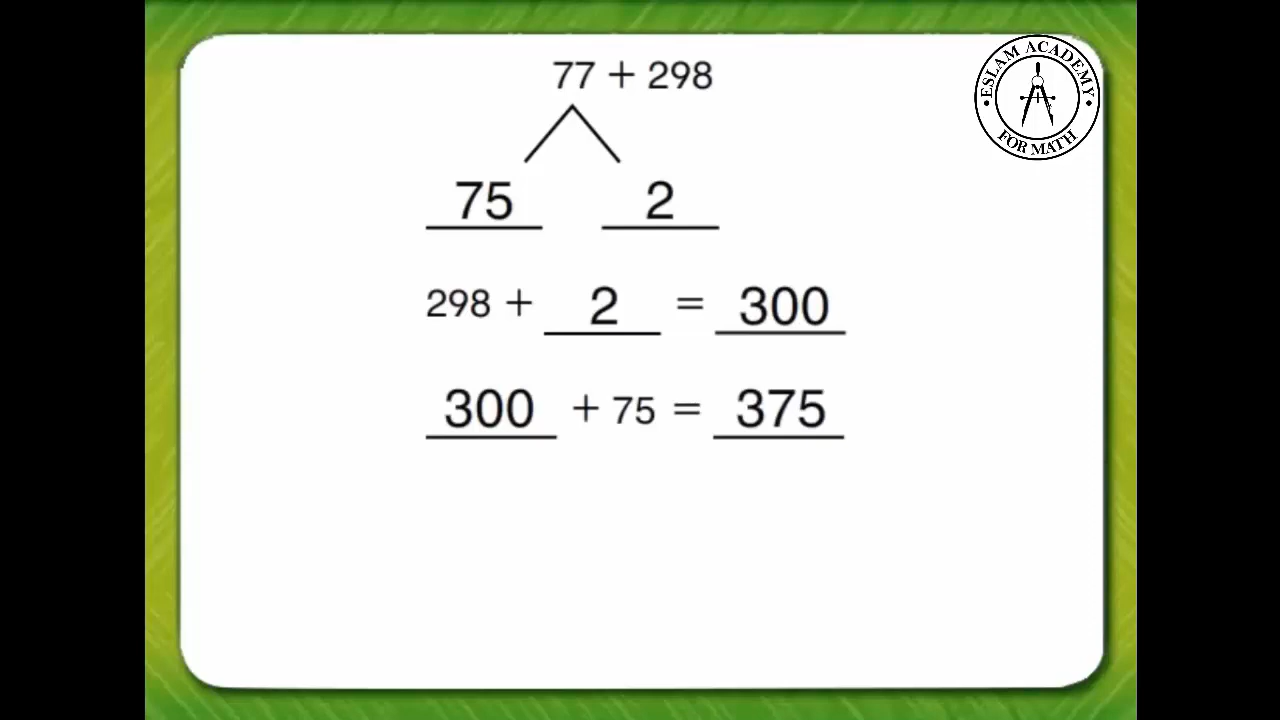 77 + 298
75 2
298 + 2 = 300
300 + 75 = 375
ESLAM ACADEMY
FOR MATH